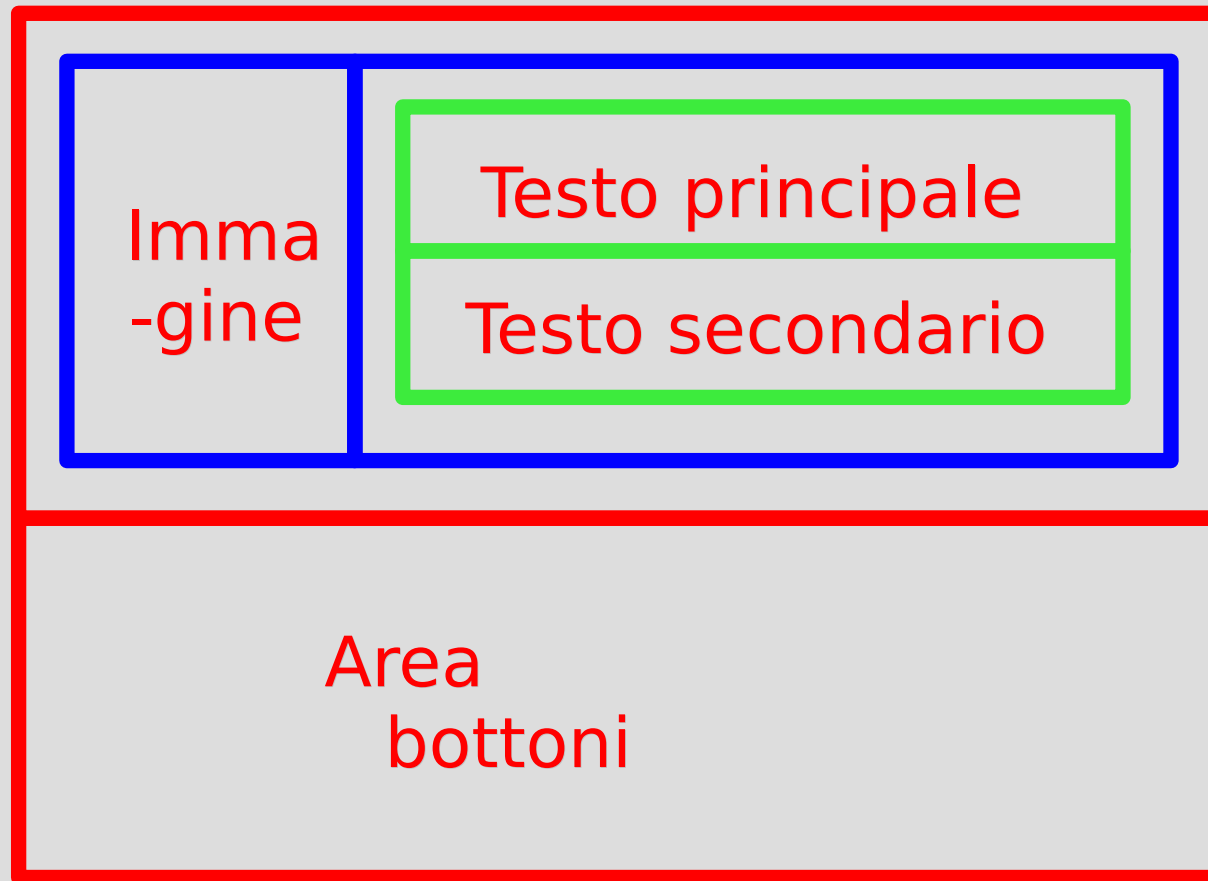 Imma
-gine
Testo principale
Testo secondario
Area
bottoni